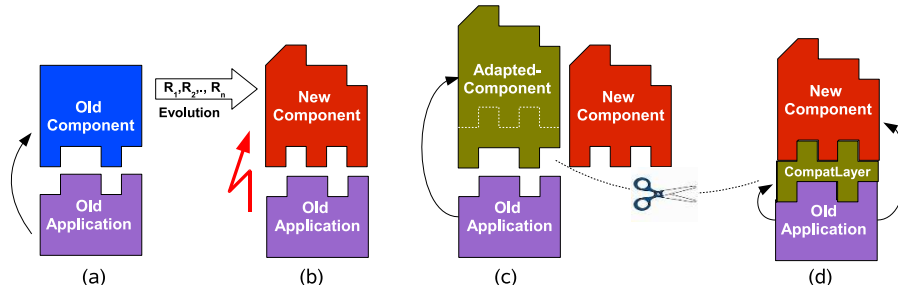 Old
Component
Old
Application
(a)
R1,R2,., Rn
Evolution
New
Component
Old
Application
(b)
Adapted-
Component
New
Component
Old
Application
(c)
New
Component
CompatLayer
Old
Application
(d)